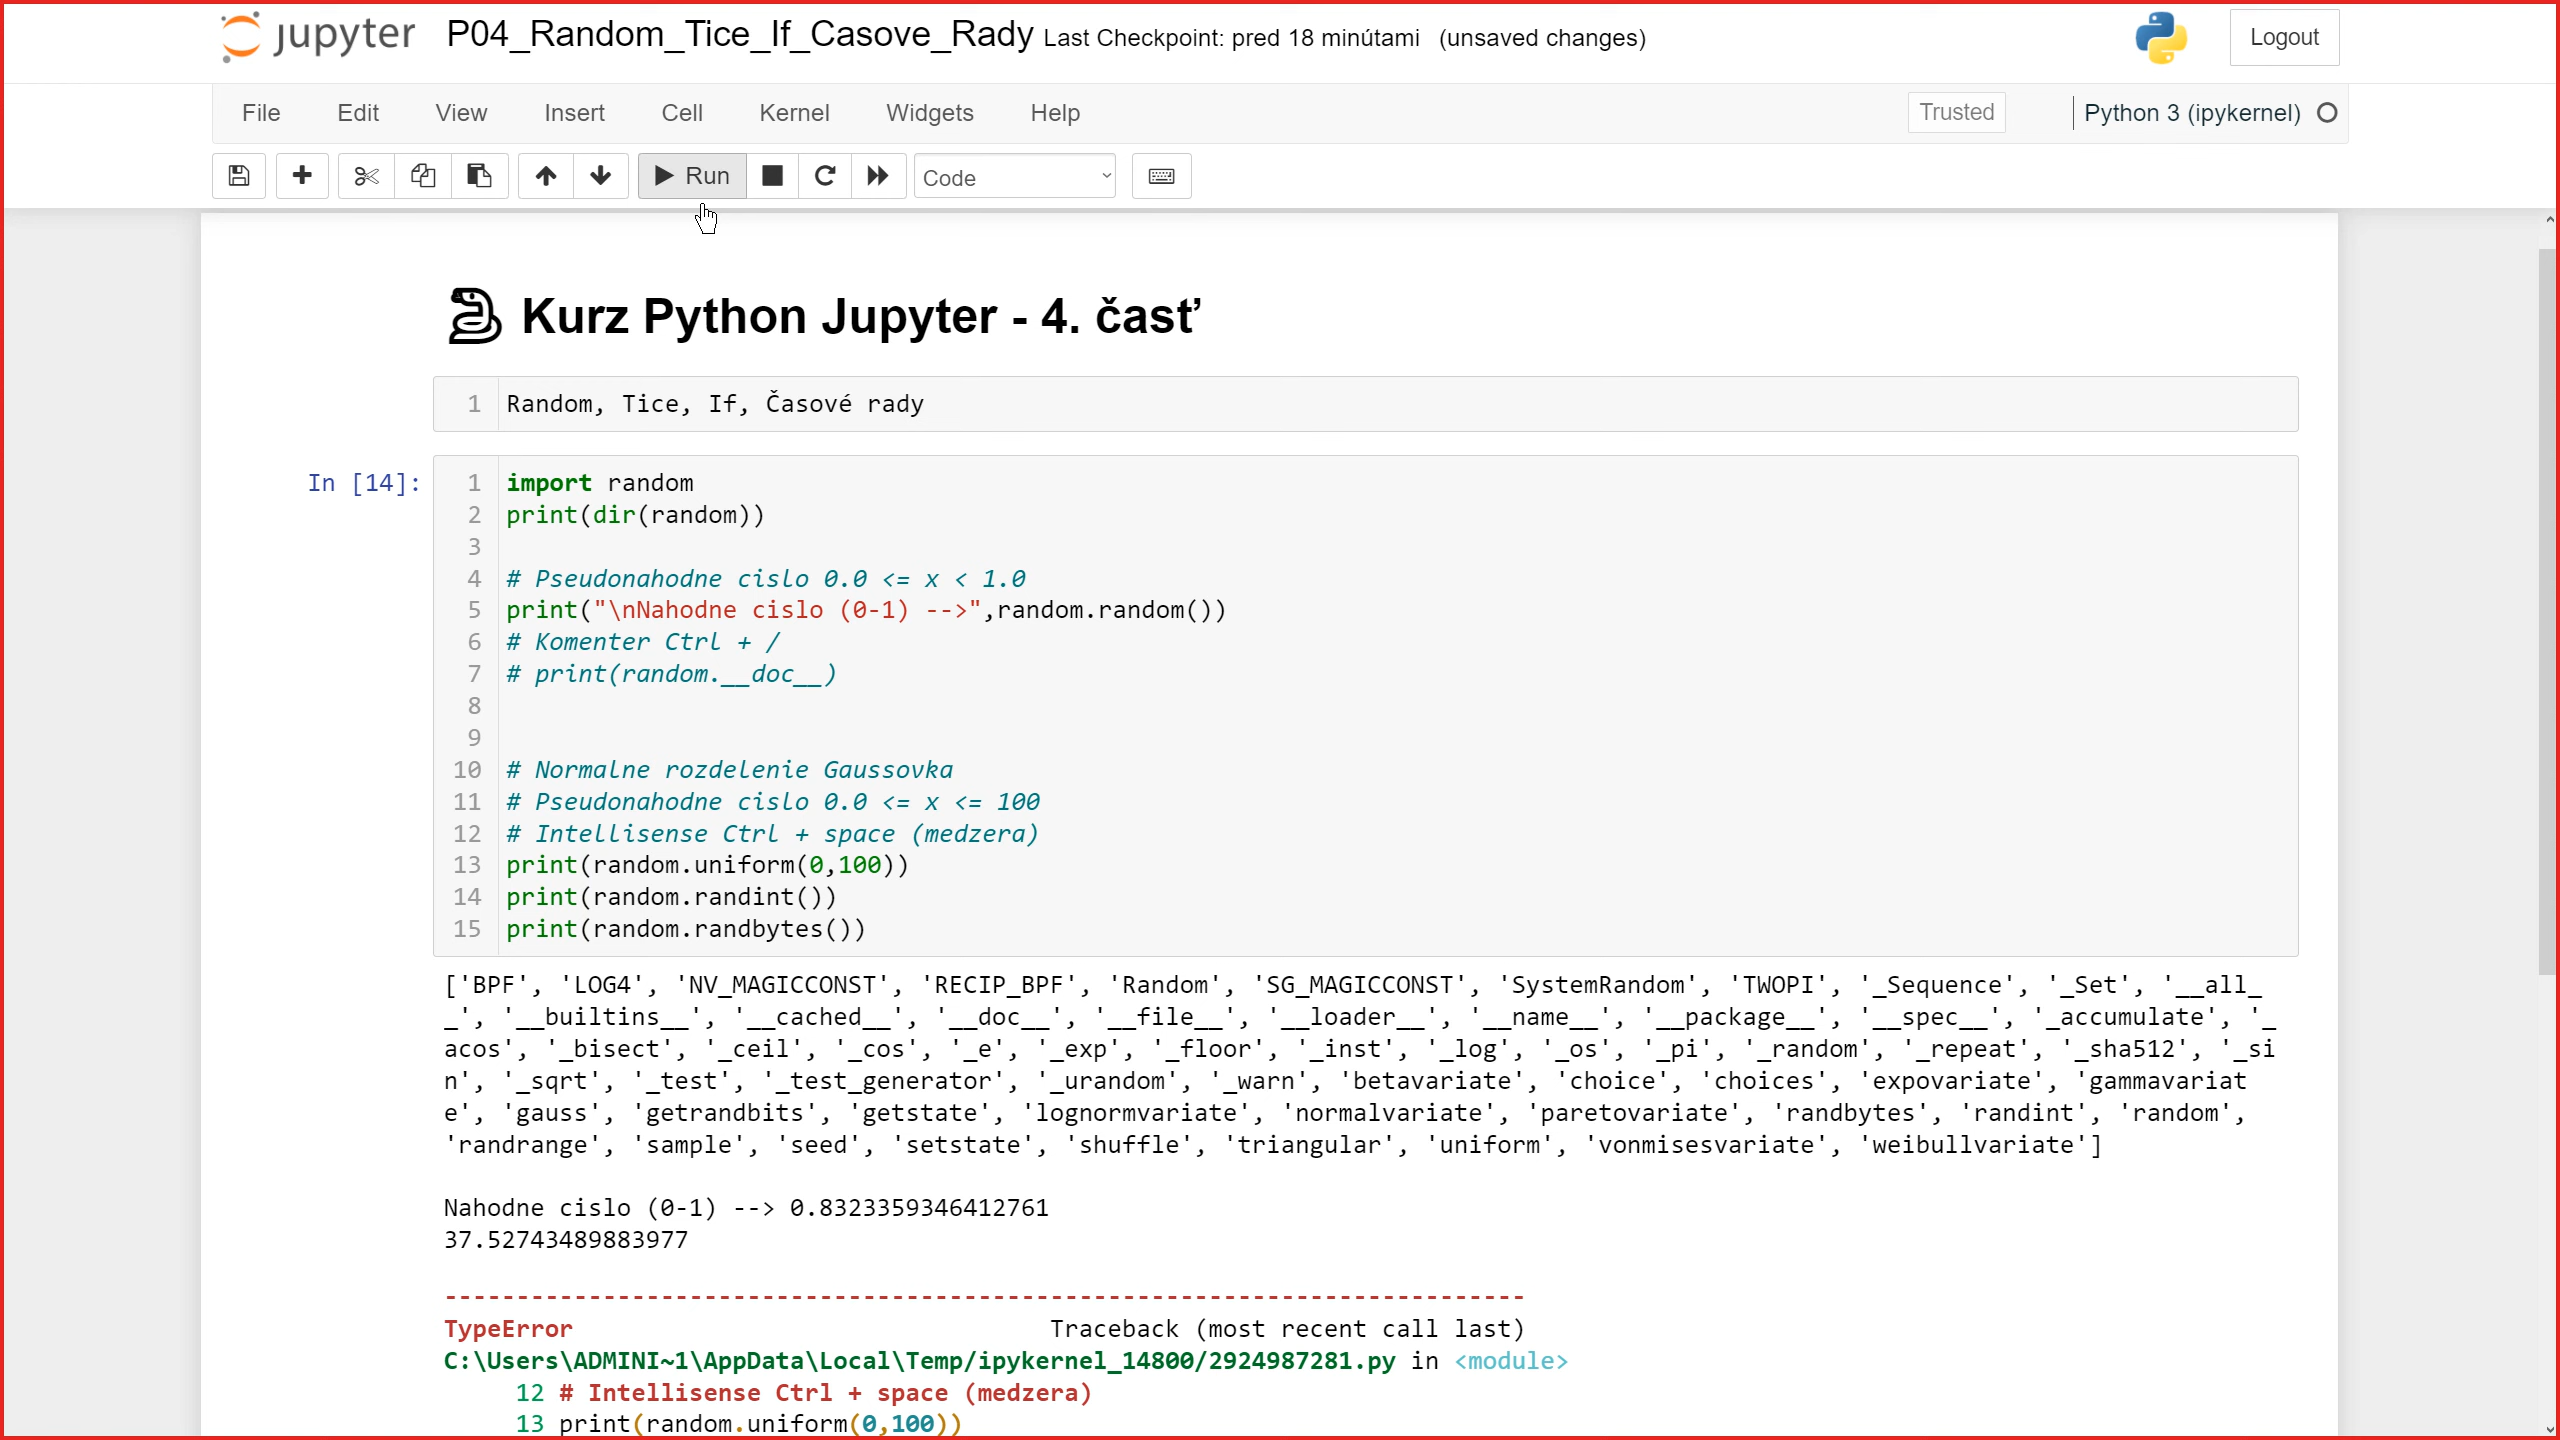 jupyter P04_Random_Tice_If_Casove_Rady Last Checkpoint: pred 18 minútami (unsaved changes) Logout
File Edit View Insert Cell Kernel Widgets Help Trusted Python 3 (ipykernel)
Run Code
Kurz Python Jupyter - 4. časť
1 Random, Tice, If, Časové rady
In [14]: 1 import random
2 print(dir(random))
3
4 # Pseudonahodne cislo 0.0 <= x < 1.0
5 print("\nNahodne cislo (0-1) -->",random.random())
6 # Komenter Ctrl + /
7 # print(random.__doc__)
8
9
10 # Normalne rozdelenie Gaussovka
11 # Pseudonahodne cislo 0.0 <= x <= 100
12 # Intellisense Ctrl + space (medzera)
13 print(random.uniform(0,100))
14 print(random.randint())
15 print(random.randbytes())
['BPF', 'LOG4', 'NV_MAGICCONST', 'RECIP_BPF', 'Random', 'SG_MAGICCONST', 'SystemRandom', 'TWOPI', '_Sequence', '_Set', '__all_
_', '__builtins__', '__cached__', '__doc__', '__file__', '__loader__', '__name__', '__package__', '__spec__', '_accumulate', '_
acos', '_bisect', '_ceil', '_cos', '_e', '_exp', '_floor', '_inst', '_log', '_os', '_pi', '_random', '_repeat', '_sha512', '_si
n', '_sqrt', '_test', '_test_generator', '_urandom', '_warn', 'betavariate', 'choice', 'choices', 'expovariate', 'gammavariat
e', 'gauss', 'getrandbits', 'getstate', 'lognormvariate', 'normalvariate', 'paretovariate', 'randbytes', 'randint', 'random',
'randrange', 'sample', 'seed', 'setstate', 'shuffle', 'triangular', 'uniform', 'vonmisesvariate', 'weibullvariate']
Nahodne cislo (0-1) --> 0.8323359346412761
37.52743489883977
---------------------------------------------------------------------------
TypeError Traceback (most recent call last)
C:\Users\ADMINI~1\AppData\Local\Temp/ipykernel_14800/2924987281.py in <module>
12 # Intellisense Ctrl + space (medzera)
13 print(random.uniform(0,100))